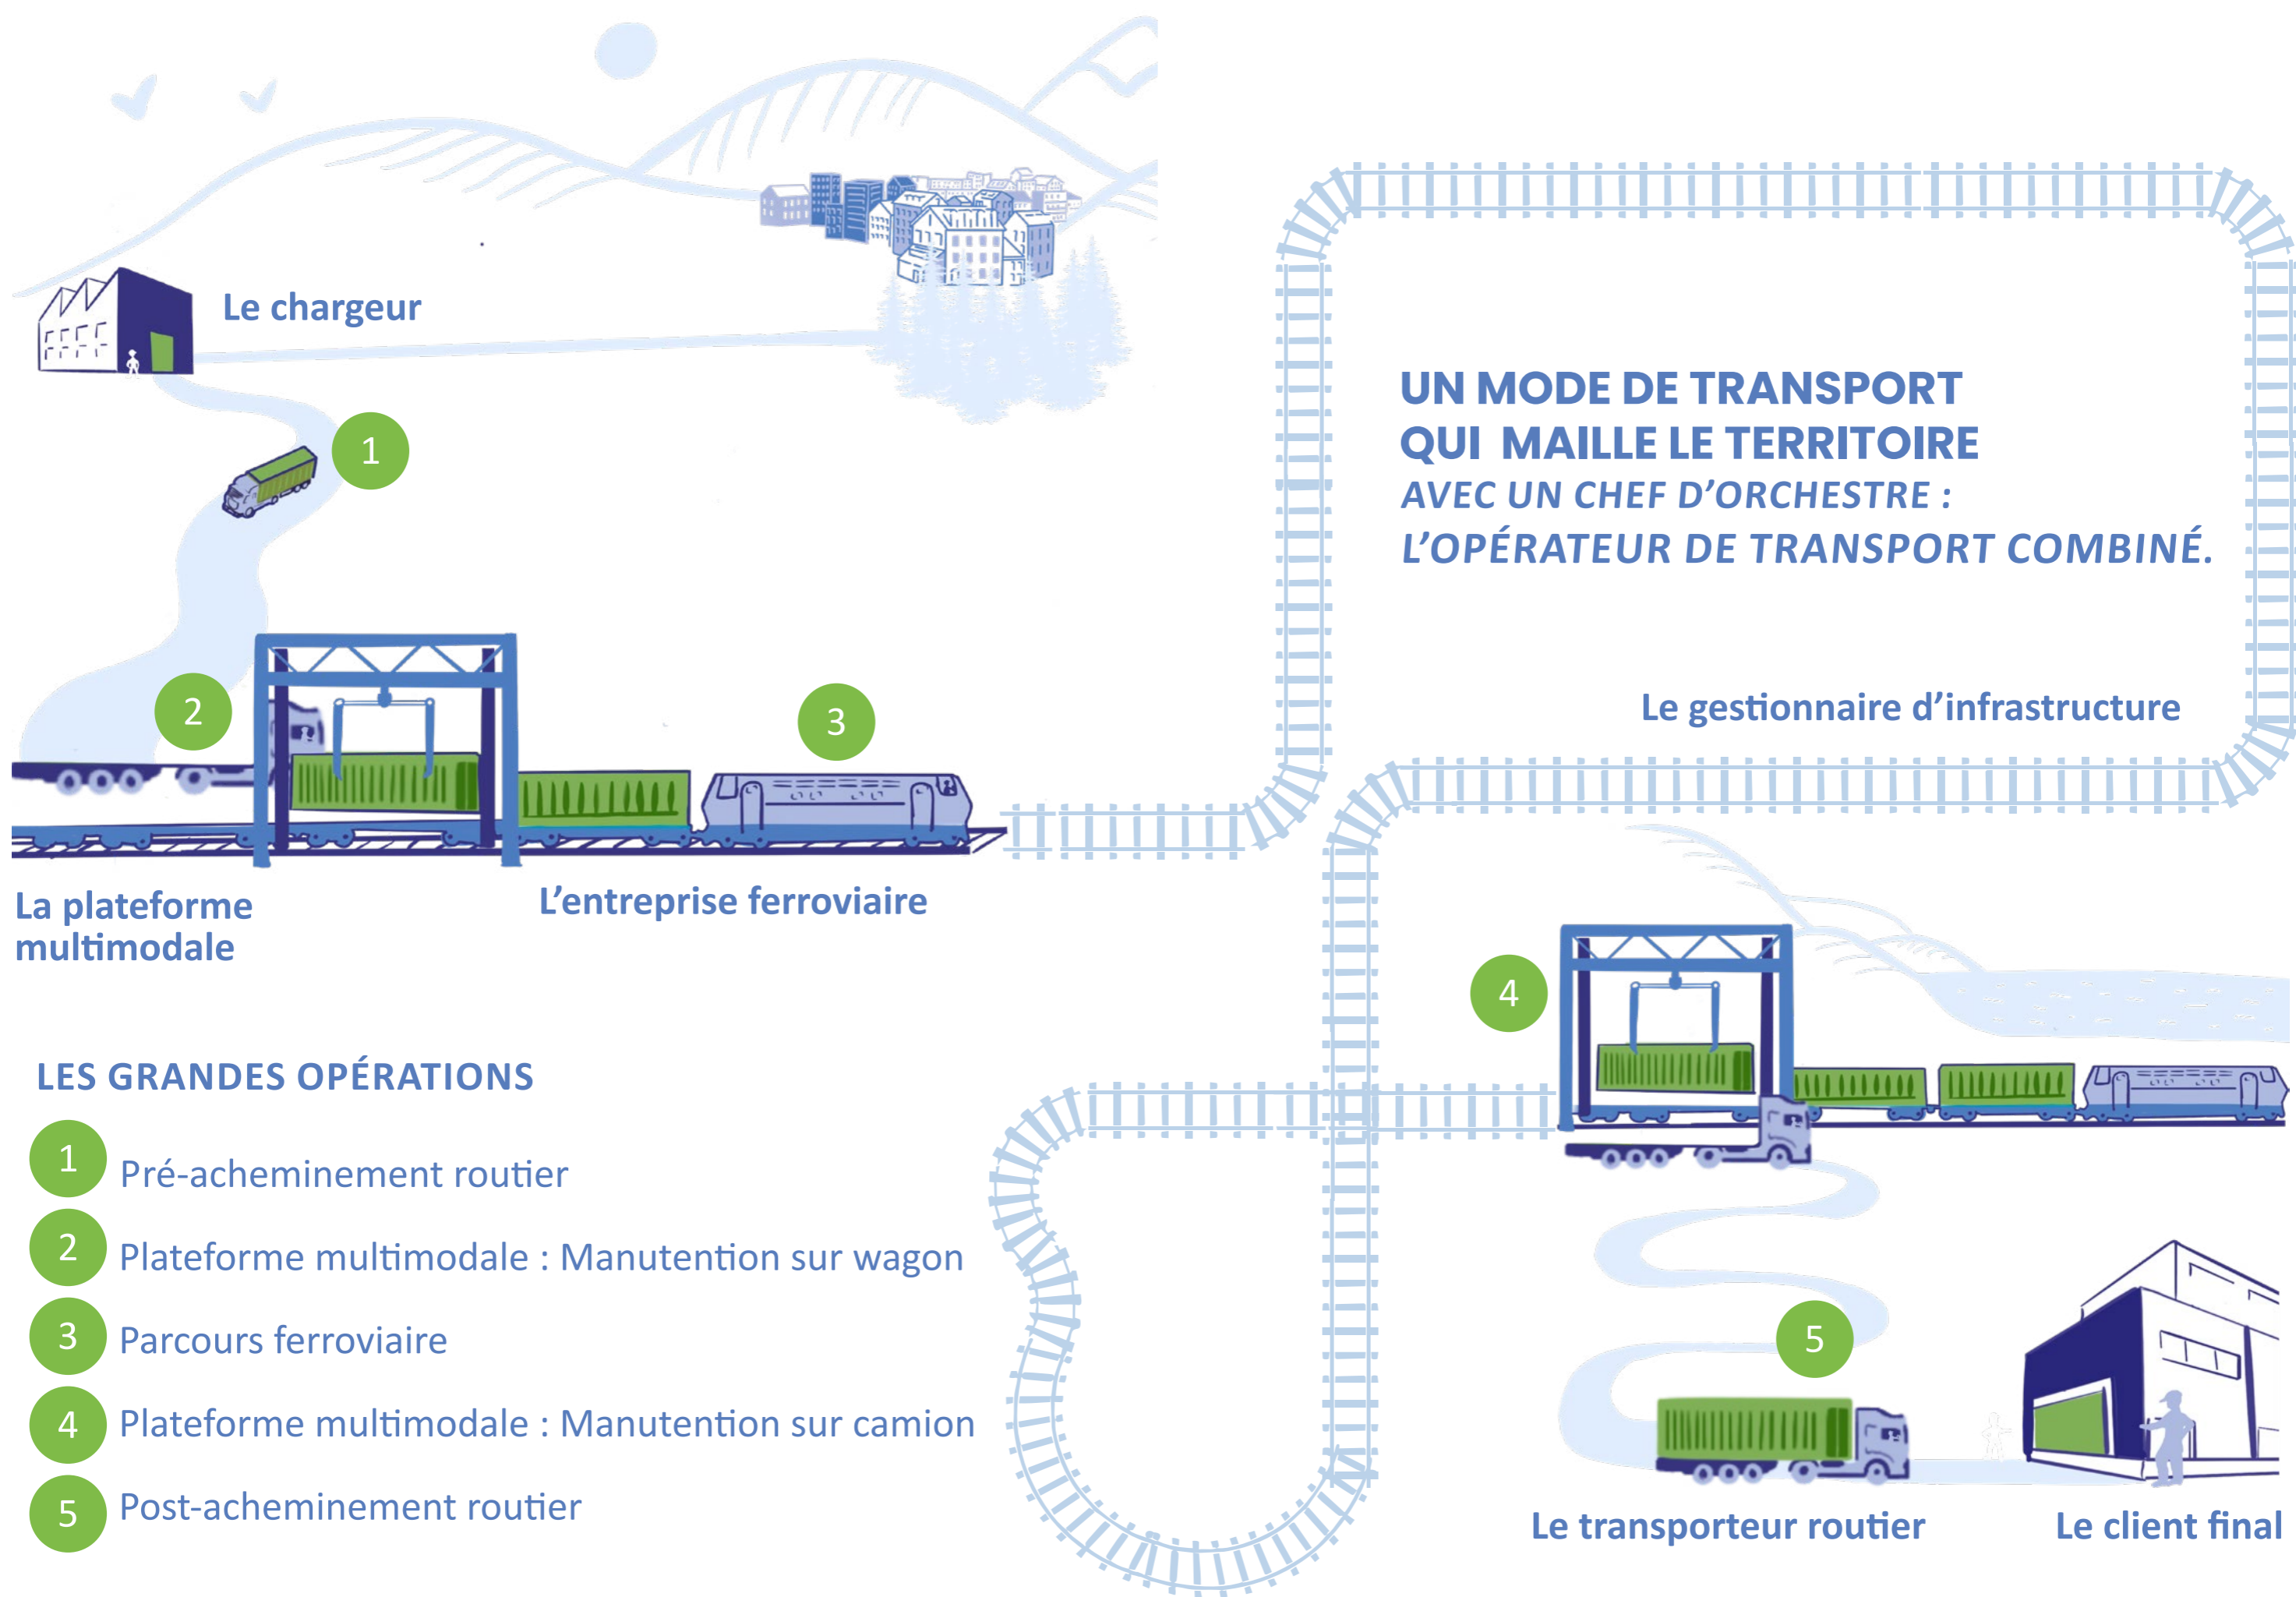 Le chargeur
1
UN MODE DE TRANSPORT
QUI MAILLE LE TERRITOIRE
AVEC UN CHEF D’ORCHESTRE :
L’OPÉRATEUR DE TRANSPORT COMBINÉ.
Le gestionnaire d’infrastructure
2
3
La plateforme
multimodale
L’entreprise ferroviaire
4
LES GRANDES OPÉRATIONS
1 Pré-acheminement routier
2 Plateforme multimodale : Manutention sur wagon
3 Parcours ferroviaire
4 Plateforme multimodale : Manutention sur camion
5 Post-acheminement routier
5
Le transporteur routier
Le client final